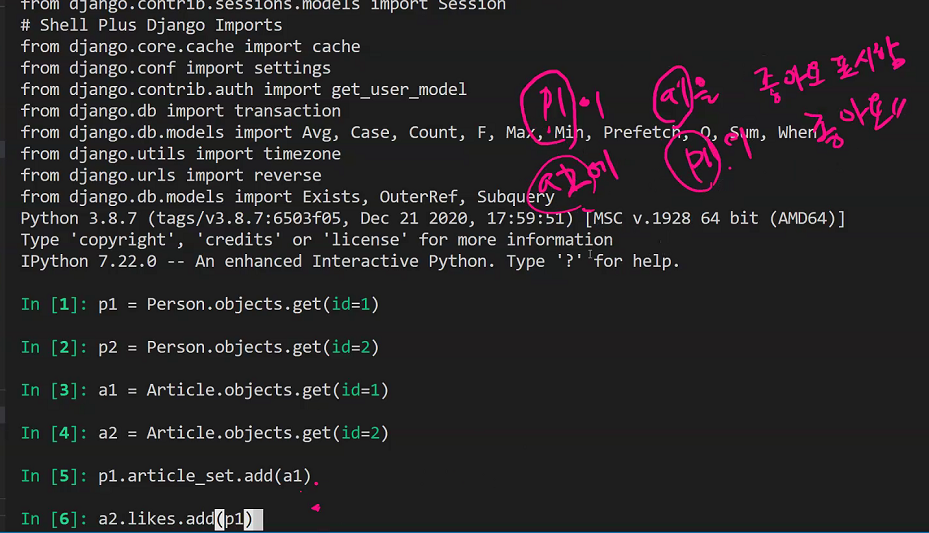 from django.contrib.sessions.models import Session
# Shell Plus Django Imports
from django.core.cache import cache
from django.conf import settings
from django.contrib.auth import get_user_model
from django.db import transaction
from django.db.models import Avg, Case, Count, F, Max, Min, Prefetch, Q, Sum, When
from django.utils import timezone
from django.urls import reverse
from django.db.models import Exists, OuterRef, Subquery
p1이 a1을 좋아요 표시함
a2에 p1이 좋아요
Python 3.8.7 (tags/v3.8.7:6503f05, Dec 21 2020, 17:59:51) [MSC v.1928 64 bit (AMD64)]
Type 'copyright', 'credits' or 'license' for more information
IPython 7.22.0 -- An enhanced Interactive Python. Type '?' for help.
In [1]: p1 = Person.objects.get(id=1)
In [2]: p2 = Person.objects.get(id=2)
In [3]: a1 = Article.objects.get(id=1)
In [4]: a2 = Article.objects.get(id=2)
In [5]: p1.article_set.add(a1)
In [6]: a2.likes.add(p1)